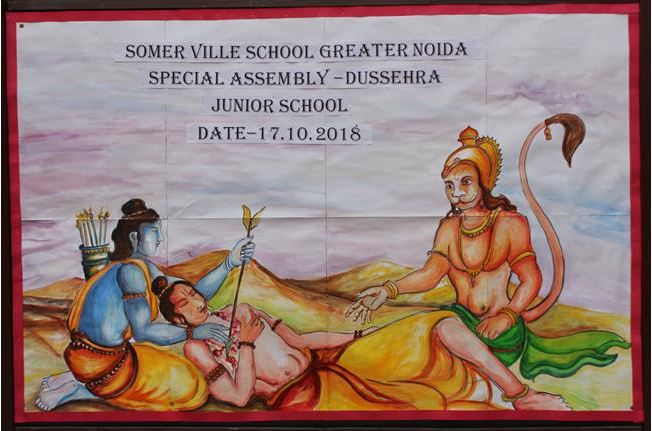 SOMER VILLE SCHOOL GREATER NOIDA
SPECIAL ASSEMBLY –DUSSEHRA
JUNIOR SCHOOL
DATE–17.10.2018